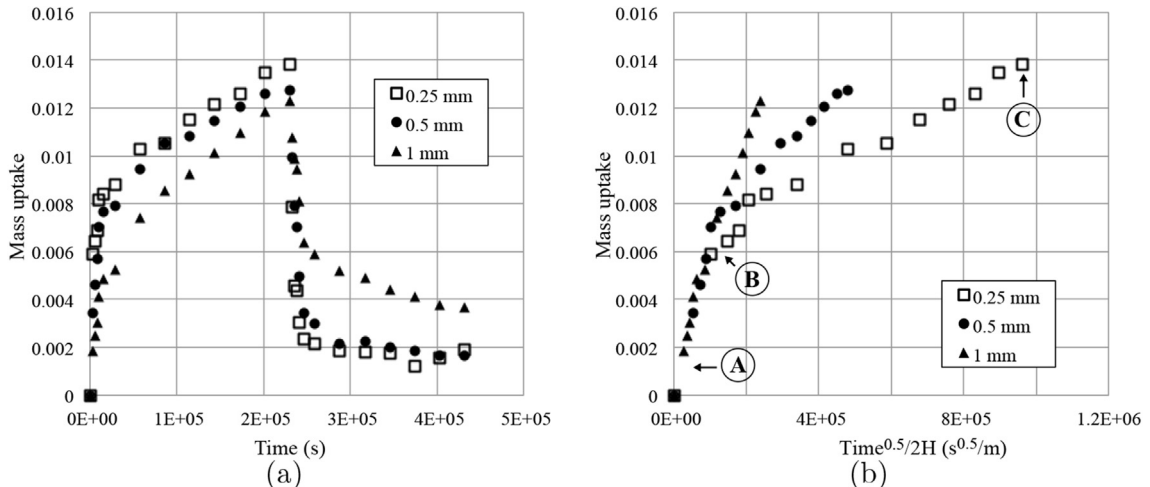 0.016
0.014
0.012
0.01
0.008
0.006
0.004
0.002
0
Mass uptake
0.25 mm
0.5 mm
1 mm
0E+00 1E+05 2E+05 3E+05 4E+05 5E+05
Time (s)
(a)
0.016
0.014
0.012
0.01
0.008
0.006
0.004
0.002
0
Mass uptake
C
B
A
0.25 mm
0.5 mm
1 mm
0E+00 4E+05 8E+05 1.2E+06
Time^0.5/2H (s^0.5/m)
(b)